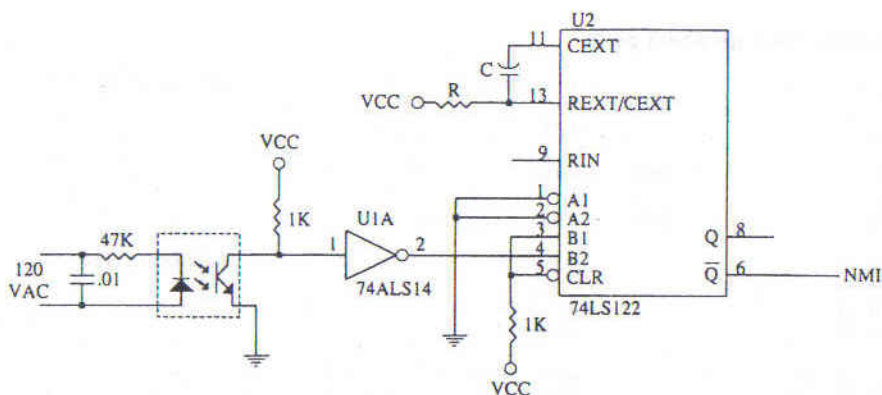 U2
11 CEXT
C
R
VCC
13 REXT/CEXT
VCC
9 RIN
1K
1 A1
2 A2
U1A
3 B1
Q 8
47K
1
2
4 B2
Q̅ 6
NMI
120
VAC
.01
5 CLR
74ALS14
74LS122
1K
VCC